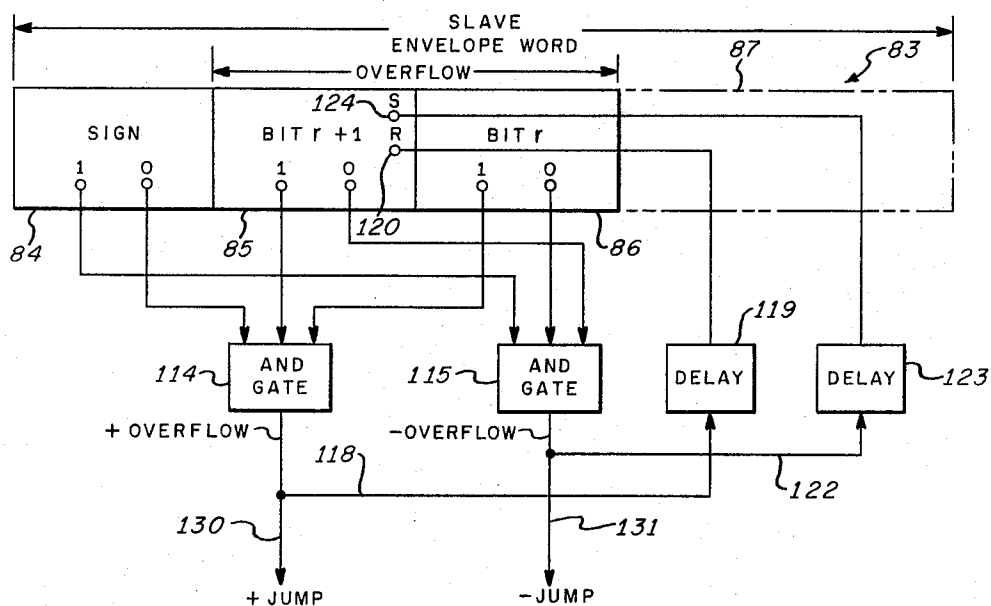 SLAVE
ENVELOPE WORD
OVERFLOW
87
83
SIGN
1 0
BIT r +1
124 S
R
1 0
120
BIT r
1 0
84
85
86
AND
GATE
114
AND
GATE
115
DELAY
119
DELAY
123
+ OVERFLOW
-OVERFLOW
118
122
130
131
+ JUMP
-JUMP